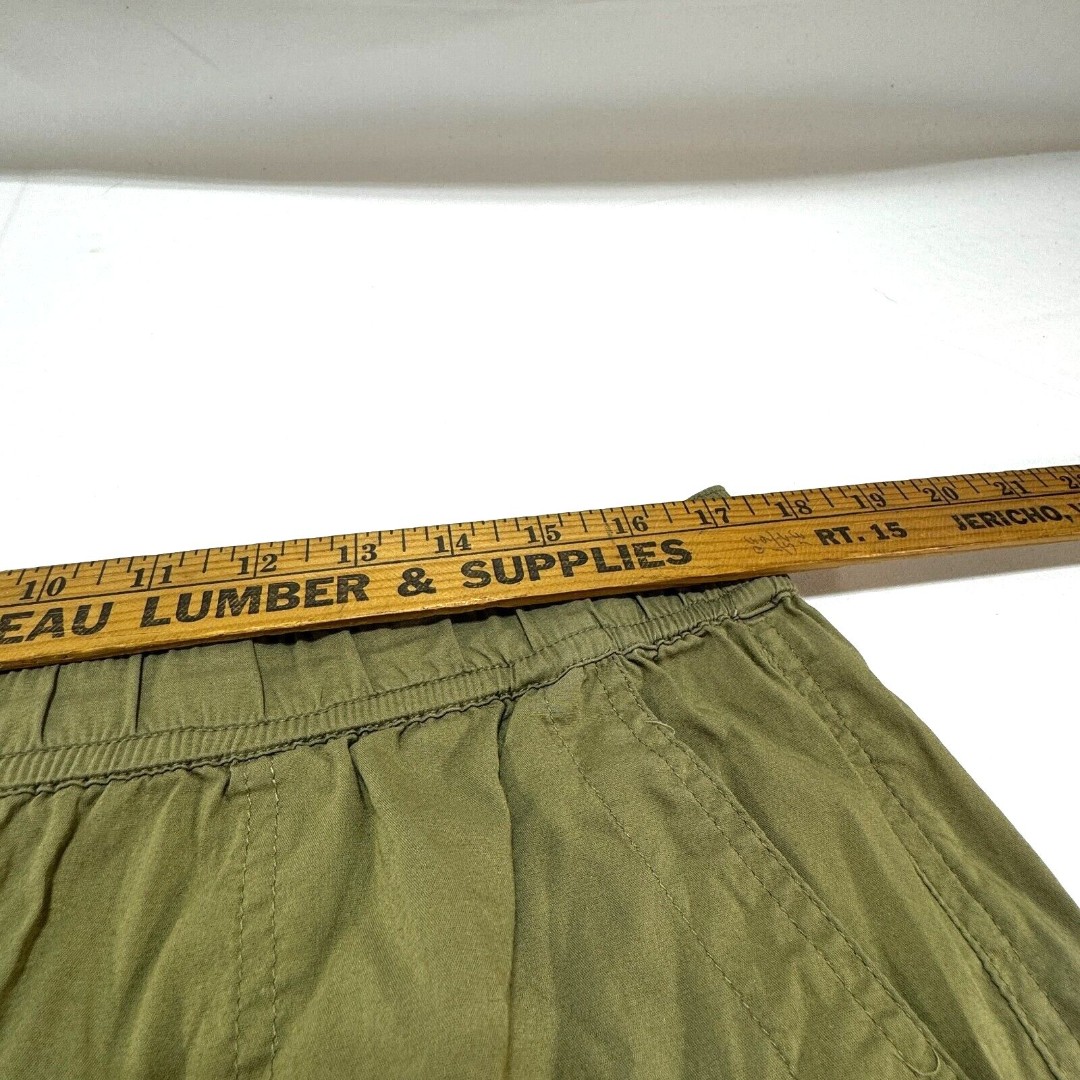 10 11 12 13 14 15 16 17 18 19 20 21
EAU LUMBER & SUPPLIES RT. 15 JERICHO,